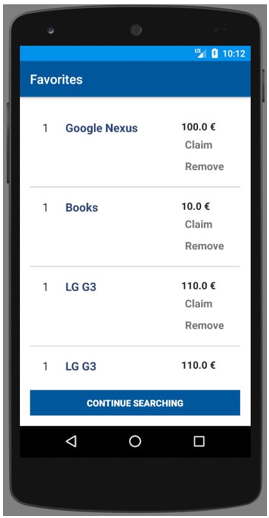 10:12
Favorites
1 Google Nexus 100.0 €
Claim
Remove
1 Books 10.0 €
Claim
Remove
1 LG G3 110.0 €
Claim
Remove
1 LG G3 110.0 €
CONTINUE SEARCHING